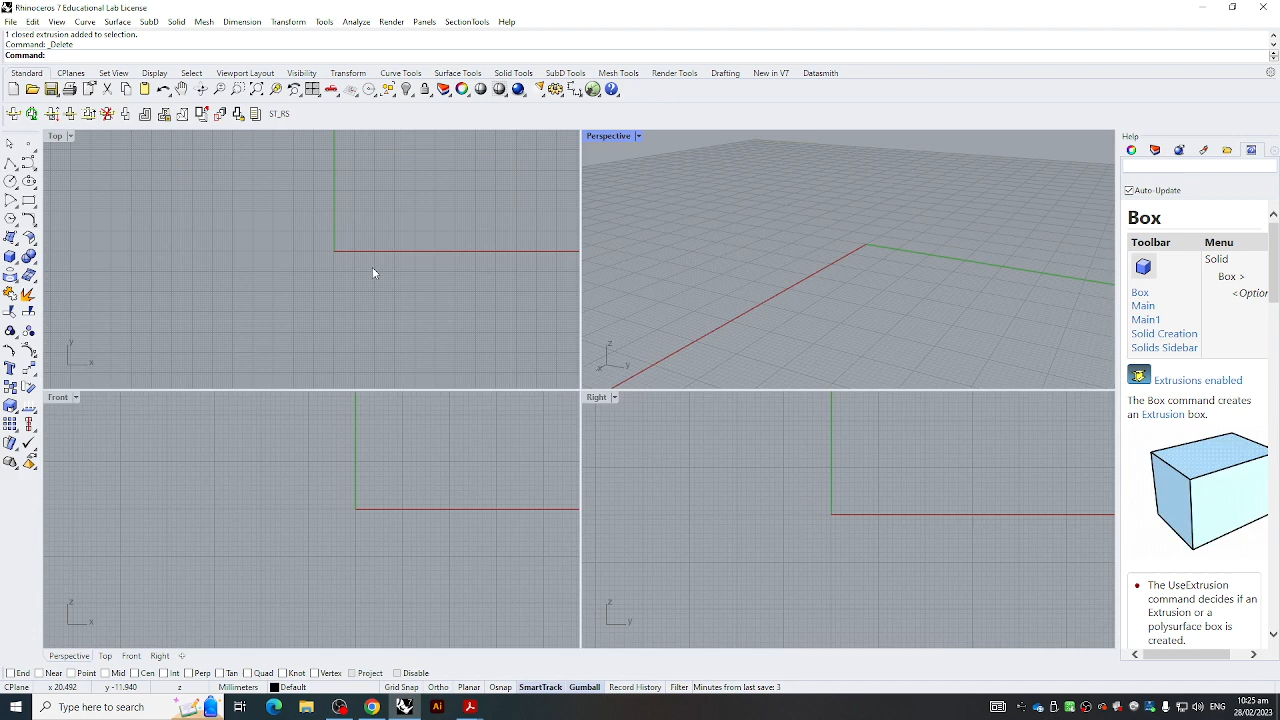 Rhinoceros 7 Educational Lab License
File Edit View Curve Surface SubD Solid Mesh Dimension Transform Tools Analyze Render Panels SectionTools Help
1 closed extrusion added to selection.
Command: _Delete
Command:
Standard CPlanes Set View Display Select Viewport Layout Visibility Transform Curve Tools Surface Tools Solid Tools SubD Tools Mesh Tools Render Tools Drafting New in V7 Datasmith
ST_RS
Top
Perspective
Help
Auto-Update
Box
Toolbar Menu
Solid
Box >
<Option
Box
Main
Main1
Solid Creation
Solids Sidebar
Extrusions enabled
The Box command creates
an Extrusion box.
y
x
z
x
y
Front
Right
The UseExtrusion
command decides if an
Extrusion or a
polysurface box is
created.
z
x
z
y
Perspective Top Front Right
End Near Point Mid Cen Int Perp Tan Quad Knot Vertex Project Disable
CPlane x 20.492 y -11.940 z Millimeters Default Grid Snap Ortho Planar Osnap SmartTrack Gumball Record History Filter Minutes from last save: 3
Type here to search
Ai
ENG
10:25 am
28/02/2023